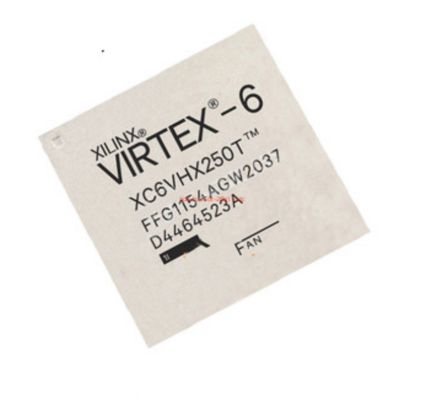 XILINX®
VIRTEX®-6
XC6VHX250T™
FFG1154AGW2037
D4464523A
FAN